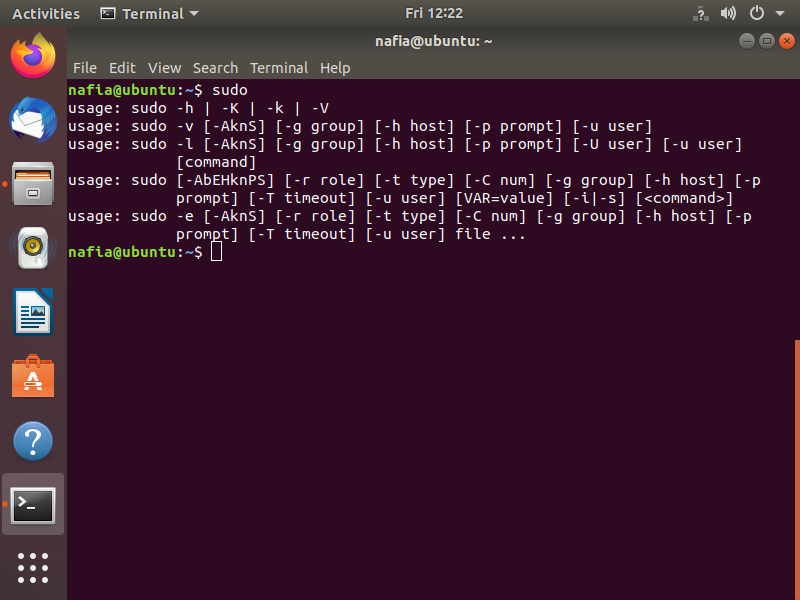 Activities Terminal Fri 12:22
nafia@ubuntu: ~
File Edit View Search Terminal Help
nafia@ubuntu:~$ sudo
usage: sudo -h | -K | -k | -V
usage: sudo -v [-AknS] [-g group] [-h host] [-p prompt] [-u user]
usage: sudo -l [-AknS] [-g group] [-h host] [-p prompt] [-U user] [-u user]
[command]
usage: sudo [-AbEHknPS] [-r role] [-t type] [-C num] [-g group] [-h host] [-p
prompt] [-T timeout] [-u user] [VAR=value] [-i|-s] [<command>]
usage: sudo -e [-AknS] [-r role] [-t type] [-C num] [-g group] [-h host] [-p
prompt] [-T timeout] [-u user] file ...
nafia@ubuntu:~$